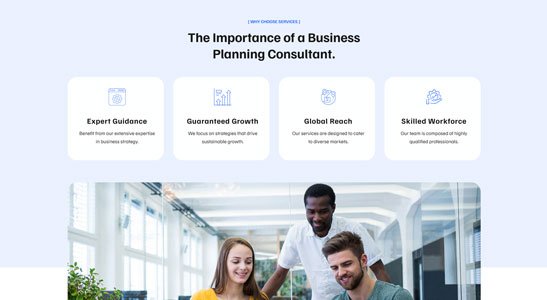 [ WHY CHOOSE SERVICES ]
The Importance of a Business
Planning Consultant.
Expert Guidance
Benefit from our extensive expertise
in business strategy.
Guaranteed Growth
We focus on strategies that drive
sustainable growth.
Global Reach
Our services are designed to cater
to diverse markets.
Skilled Workforce
Our team is composed of highly
qualified professionals.